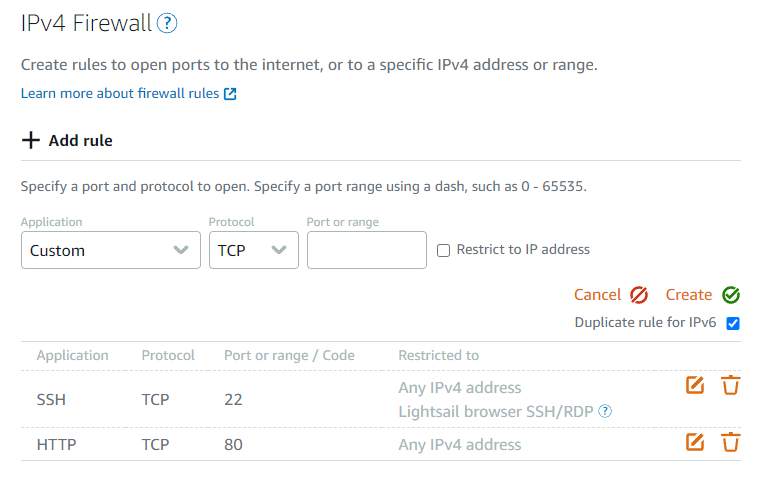 IPv4 Firewall ?
Create rules to open ports to the internet, or to a specific IPv4 address or range.
Learn more about firewall rules
+ Add rule
Specify a port and protocol to open. Specify a port range using a dash, such as 0 - 65535.
Application Protocol Port or range
Custom TCP Restrict to IP address
Cancel Create
Duplicate rule for IPv6
Application Protocol Port or range / Code Restricted to
SSH TCP 22 Any IPv4 address
Lightsail browser SSH/RDP ?
HTTP TCP 80 Any IPv4 address